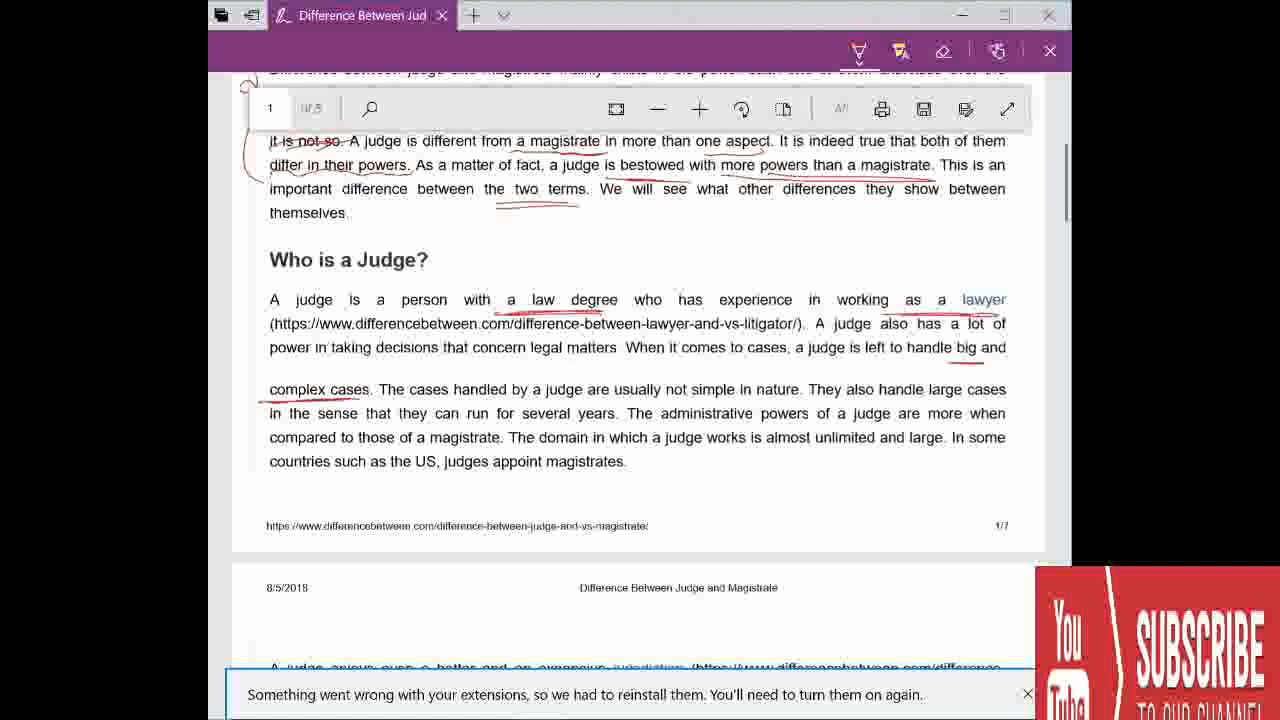 Difference Between Jud
1 of 5
it is not so. A judge is different from a magistrate in more than one aspect. It is indeed true that both of them
differ in their powers. As a matter of fact, a judge is bestowed with more powers than a magistrate. This is an
important difference between the two terms. We will see what other differences they show between
themselves.
Who is a Judge?
A judge is a person with a law degree who has experience in working as a lawyer
(https://www.differencebetween.com/difference-between-lawyer-and-vs-litigator/). A judge also has a lot of
power in taking decisions that concern legal matters When it comes to cases, a judge is left to handle big and
complex cases. The cases handled by a judge are usually not simple in nature. They also handle large cases
in the sense that they can run for several years. The administrative powers of a judge are more when
compared to those of a magistrate. The domain in which a judge works is almost unlimited and large. In some
countries such as the US, judges appoint magistrates.
https://www.differencebetween.com/difference-between-judge-and-vs-magistrate/
1/7
8/5/2018
Difference Between Judge and Magistrate
Something went wrong with your extensions, so we had to reinstall them. You'll need to turn them on again.
You
Tube
SUBSCRIBE
TO OUR CHANNEL